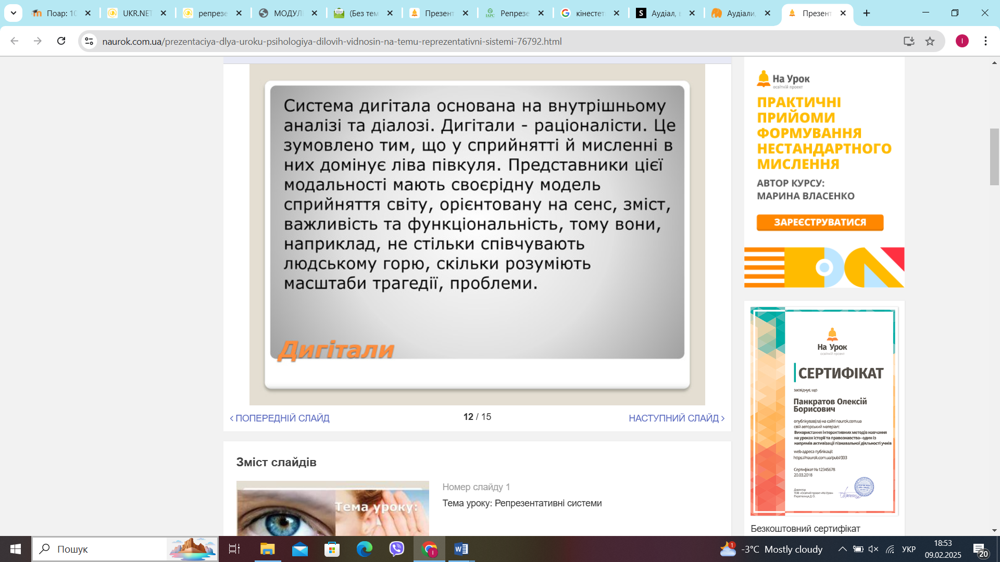 Поар: 10
UKR.NET
репрезе
МОДУЛ
(Без тем
Презент
Репрезе
кінестет
Аудіал, в
Аудіали,
Презент
naurok.com.ua/prezentaciya-dlya-uroku-psihologiya-dilovih-vidnosin-na-temu-reprezentativni-sistemi-76792.html
I
Система дигітала основана на внутрішньому
аналізі та діалозі. Дигітали - раціоналісти. Це
зумовлено тим, що у сприйнятті й мисленні в
них домінує ліва півкуля. Представники цієї
модальності мають своєрідну модель
сприйняття світу, орієнтовану на сенс, зміст,
важливість та функціональність, тому вони,
наприклад, не стільки співчувають
людському горю, скільки розуміють
масштаби трагедії, проблеми.
Дигітали
‹ ПОПЕРЕДНІЙ СЛАЙД
12 / 15
НАСТУПНИЙ СЛАЙД ›
Зміст слайдів
Тема уроку:
Номер слайду 1
Тема уроку: Репрезентативні системи
На Урок
освітній проект
ПРАКТИЧНІ
ПРИЙОМИ
ФОРМУВАННЯ
НЕСТАНДАРТНОГО
МИСЛЕННЯ
АВТОР КУРСУ:
МАРИНА ВЛАСЕНКО
ЗАРЕЄСТРУВАТИСЯ
На Урок
освітній проект
СЕРТИФІКАТ
засвідчує, що
Панкратов Олексій
Борисович
опублікував(ла) на сайті naurok.com.ua
свій авторський матеріал:
Використання інтерактивних методів навчання
на уроках історії та правознавства– один із
напрямів активізації пізнавальної діяльності учнів
web-адреса публікації:
https://naurok.com.ua/publ/333
Сертифікат № 12345678
20.03.2018
Директор
ТОВ «Освітній проект «На Урок»
Безкоштовний сертифікат
Пошук
1
-3°C Mostly cloudy
УКР
18:53
09.02.2025
20